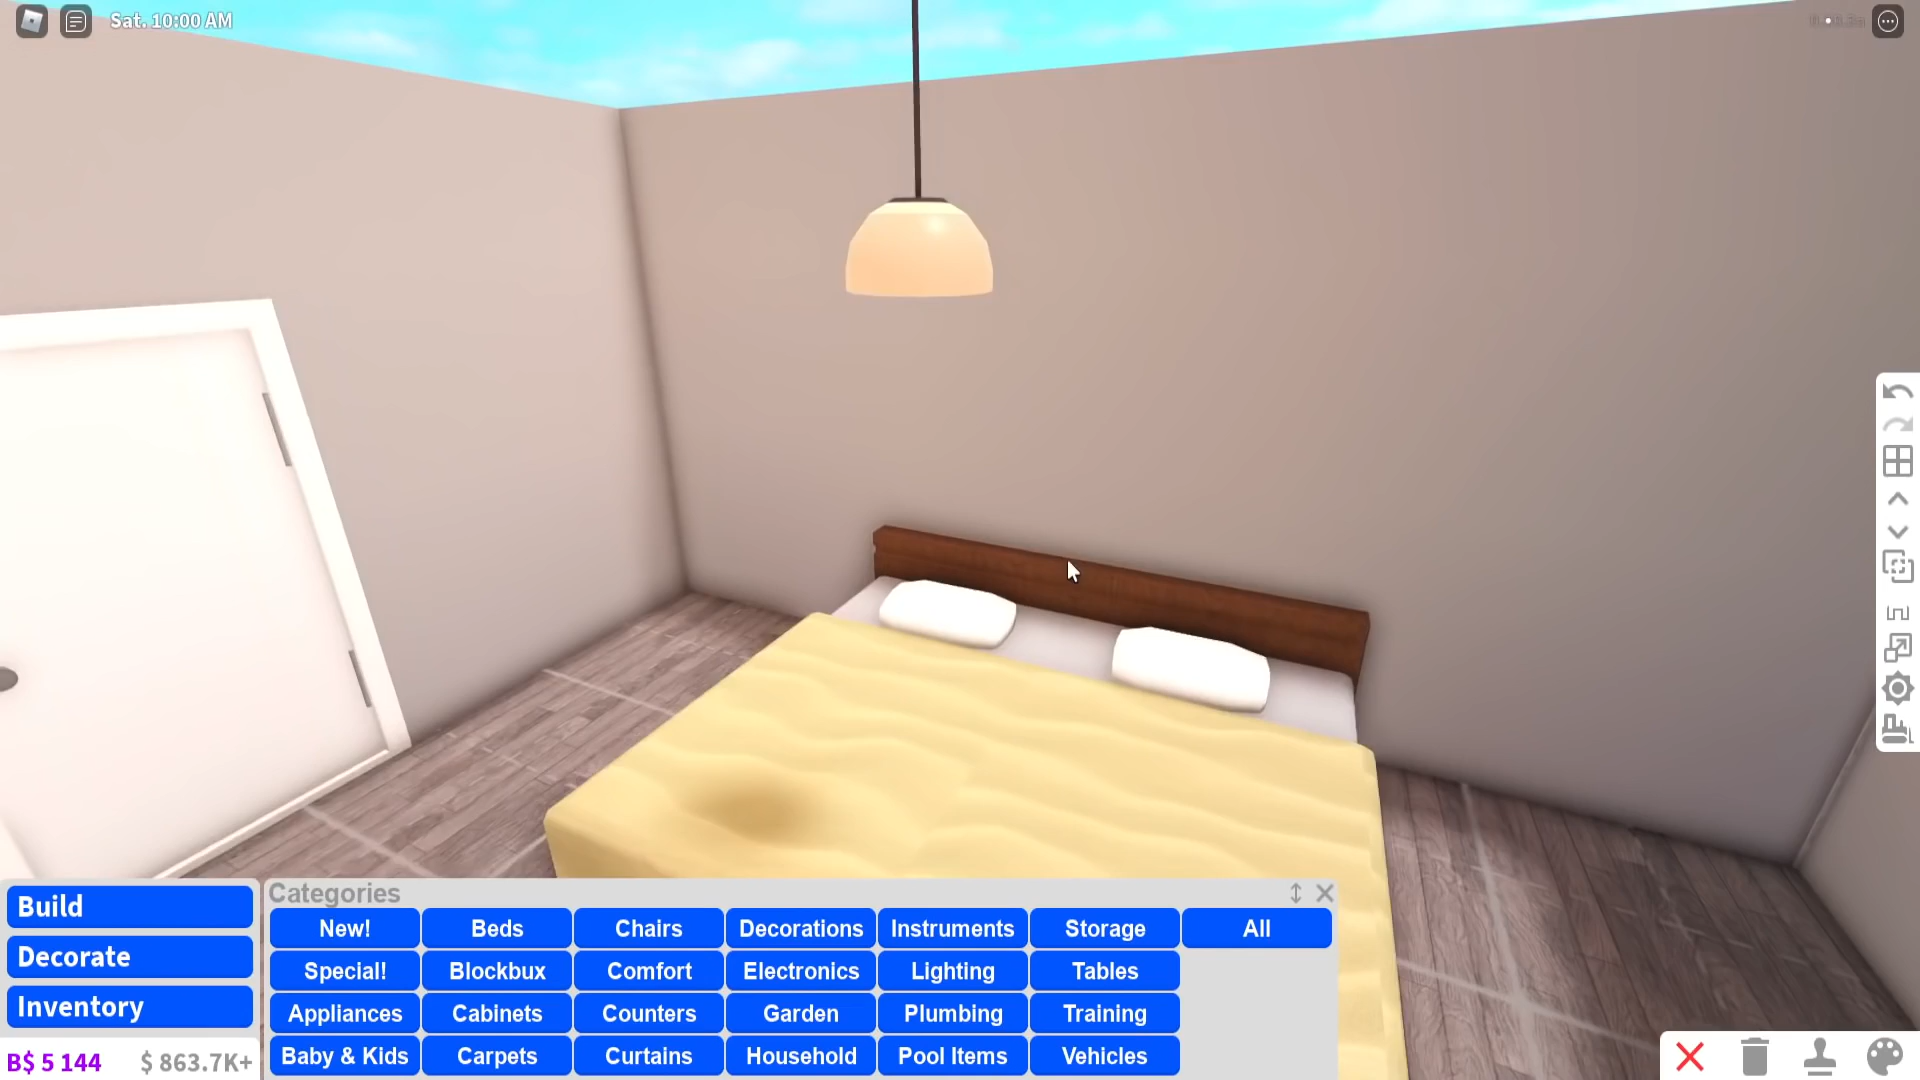 Sat. 10:00 AM
Build
Decorate
Inventory
B$ 5 144 $ 863.7K+
Categories
New! Beds Chairs Decorations Instruments Storage All
Special! Blockbux Comfort Electronics Lighting Tables
Appliances Cabinets Counters Garden Plumbing Training
Baby & Kids Carpets Curtains Household Pool Items Vehicles